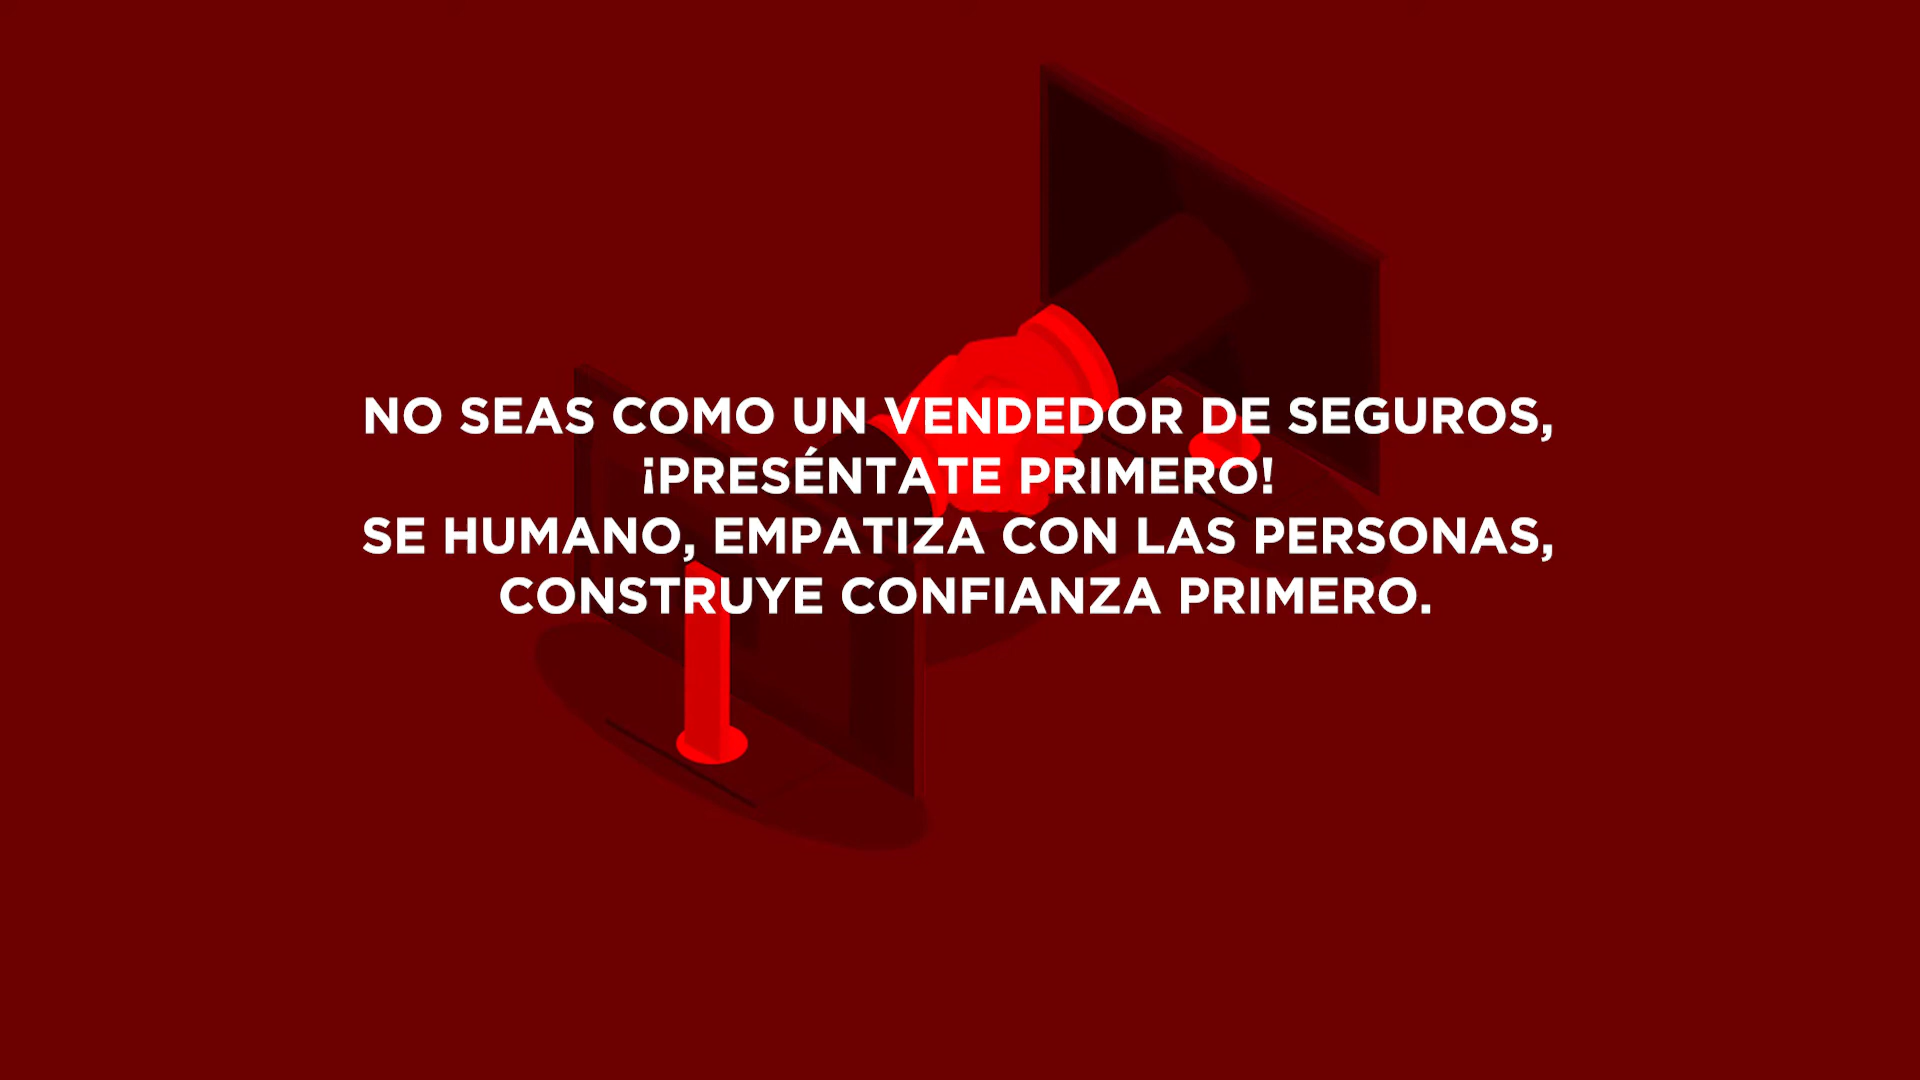 NO SEAS COMO UN VENDEDOR DE SEGUROS,
¡PRESÉNTATE PRIMERO!
SE HUMANO, EMPATIZA CON LAS PERSONAS,
CONSTRUYE CONFIANZA PRIMERO.